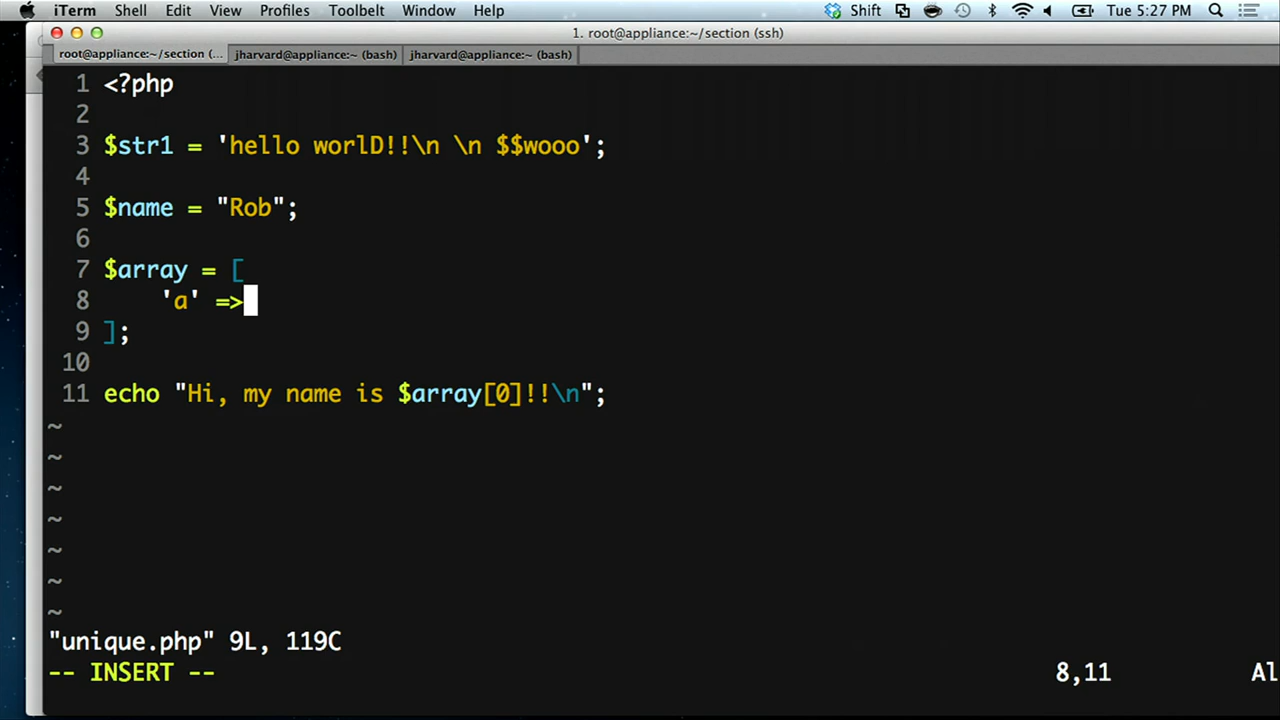 iTerm Shell Edit View Profiles Toolbelt Window Help Shift Tue 5:27 PM
1. root@appliance:~/section (ssh)
root@appliance:~/section (... jharvard@appliance:~ (bash) jharvard@appliance:~ (bash)
1 <?php
2
3 $str1 = 'hello worlD!!\n \n $$wooo';
4
5 $name = "Rob";
6
7 $array = [
8 'a' =>
9 ];
10
11 echo "Hi, my name is $array[0]!!\n";
~
~
~
~
~
~
~
"unique.php" 9L, 119C
-- INSERT -- 8,11 Al